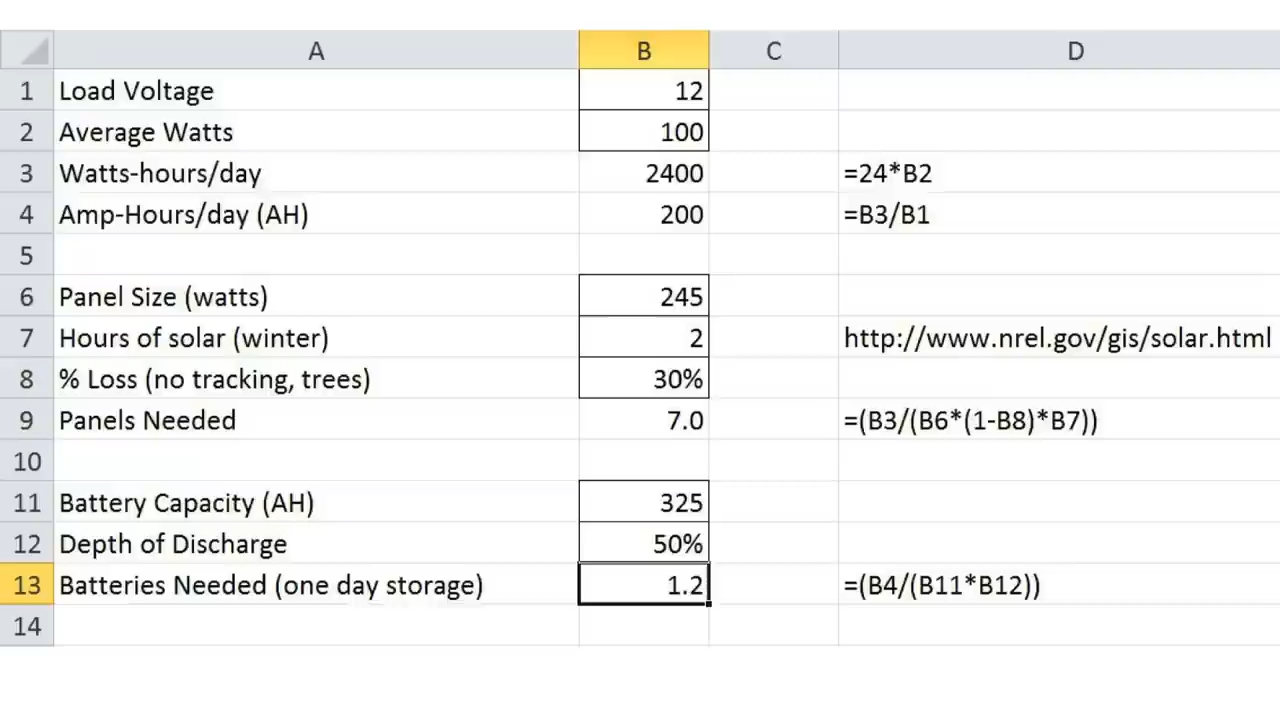 A B C D
1 Load Voltage 12
2 Average Watts 100
3 Watts-hours/day 2400 =24*B2
4 Amp-Hours/day (AH) 200 =B3/B1
5
6 Panel Size (watts) 245
7 Hours of solar (winter) 2 http://www.nrel.gov/gis/solar.html
8 % Loss (no tracking, trees) 30%
9 Panels Needed 7.0 =(B3/(B6*(1-B8)*B7))
10
11 Battery Capacity (AH) 325
12 Depth of Discharge 50%
13 Batteries Needed (one day storage) 1.2 =(B4/(B11*B12))
14